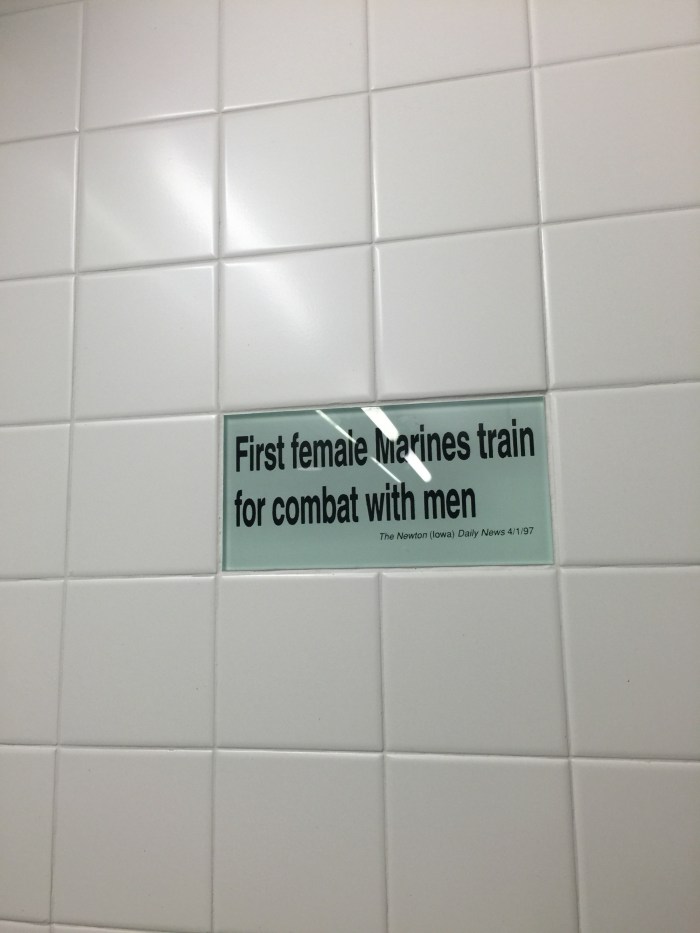 First female Marines train
for combat with men
The Newton (Iowa) Daily News 4/1/97